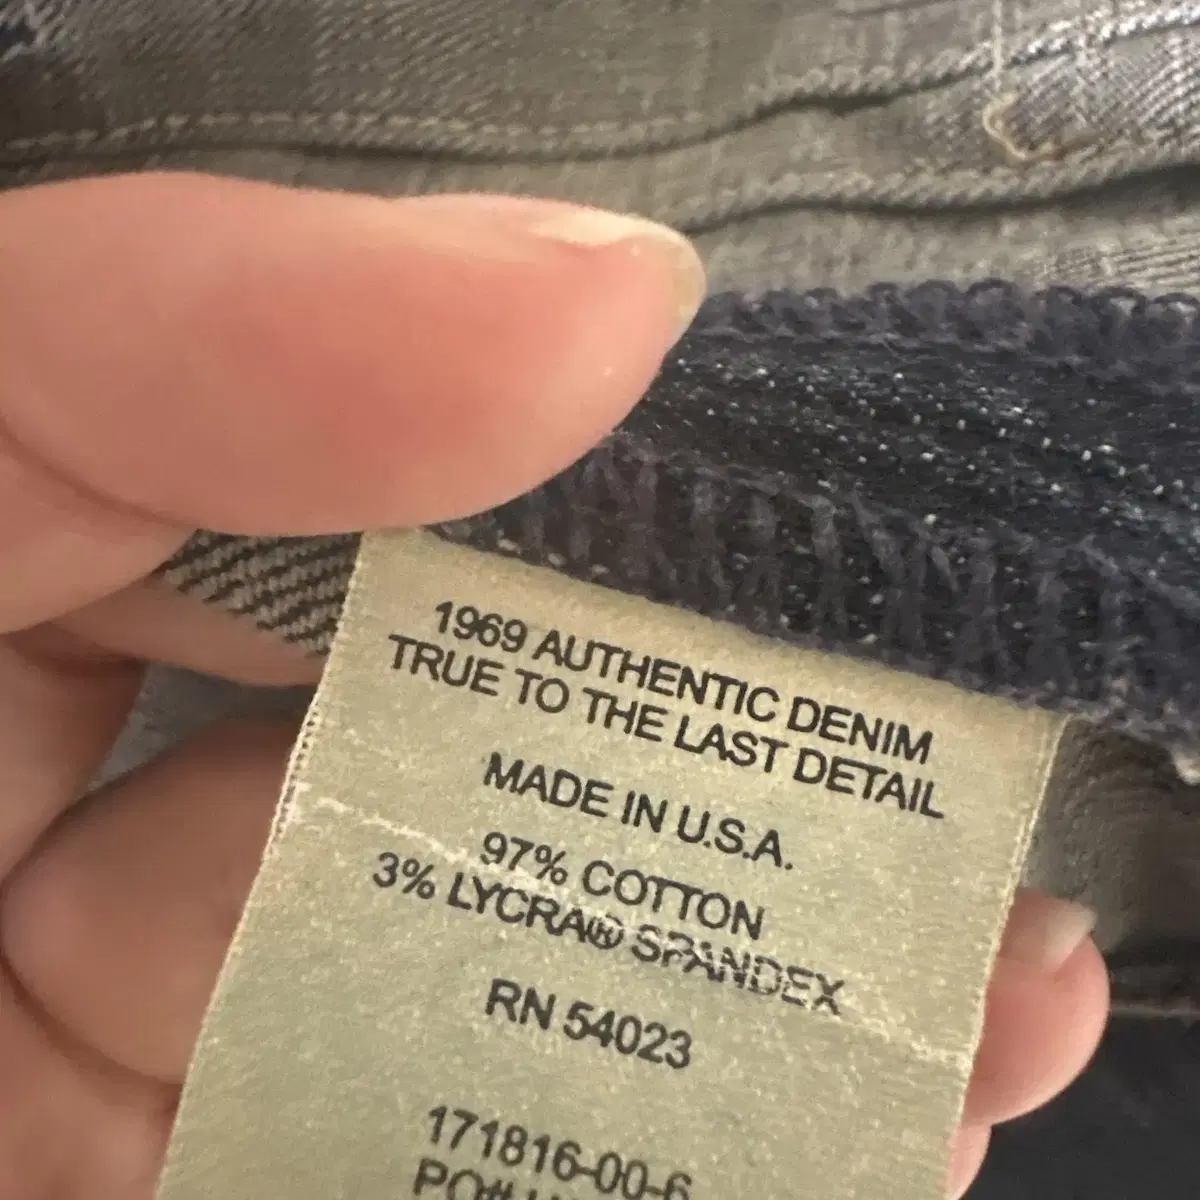 1969 AUTHENTIC DENIM
TRUE TO THE LAST DETAIL
MADE IN U.S.A.
97% COTTON
3% LYCRA® SPANDEX
RN 54023
171816-00-6
PO#